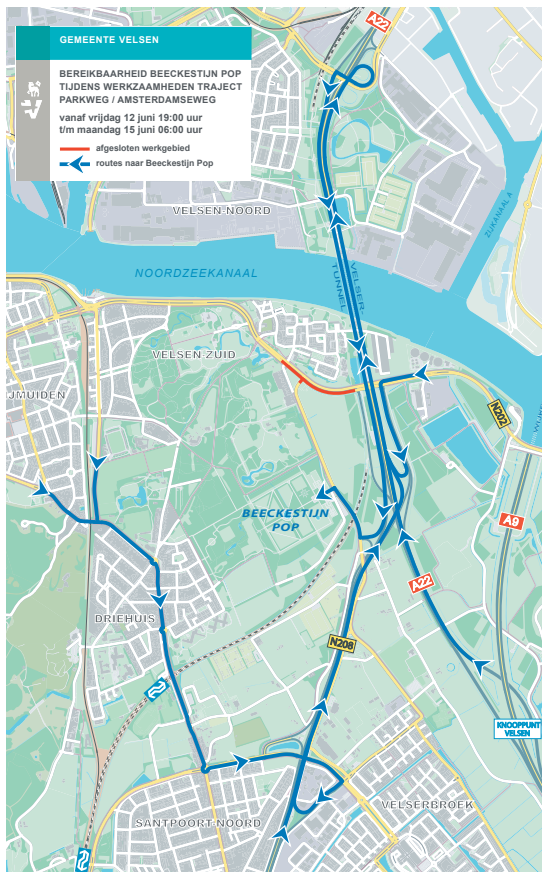 GEMEENTE VELSEN
BEREIKBAARHEID BEECKESTIJN POP
TIJDENS WERKZAAMHEDEN TRAJECT
PARKWEG / AMSTERDAMSEWEG
vanaf vrijdag 12 juni 19:00 uur
t/m maandag 15 juni 06:00 uur
afgesloten werkgebied
routes naar Beeckestijn Pop
A22
VELSEN-NOORD
ZIJKANAAL A
NOORDZEEKANAAL
VELSER
TUNNEL
VELSEN-ZUID
JMUIDEN
N202
BEECKESTIJN
POP
A9
A22
DRIEHUIS
N208
KNOOPPUNT
VELSEN
VELSERBROEK
SANTPOORT-NOORD